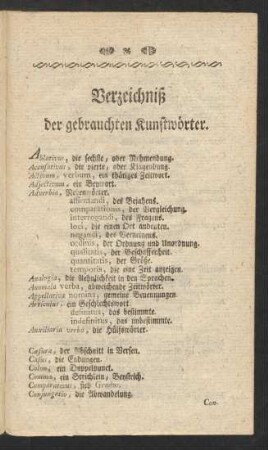 Verzeichniß
der gebrauchten Kunstwörter.
Ablativus, die sechste, oder Nehmendung.
Accusativus, die vierte, oder Klagendung.
Activum, verbum, ein thätiges Zeitwort.
Adjectivum, ein Beywort.
Adverbia, Nebenwörter.
affirmandi, des Bejahens.
comparationis, der Vergleichung.
interrogandi, des Fragens.
loci, die einen Ort andeuten.
negandi, des Verneinens.
ordinis, der Ordnung und Unordnung.
qualitatis, der Beschaffenheit.
quantitatis, der Größe.
temporis, die eine Zeit anzeigen.
Analogia, die Aehnlichkeit in den Sprachen.
Anomala verba, abweichende Zeitwörter.
Appellativa nomina, gemeine Benennungen.
Articulus, ein Geschlechtswort
definitus, das bestimmte.
indefinitus, das unbestimmte.
Auxiliaria verba, die Hülfswörter.
Caesura, der Abschnitt in Versen.
Casus, die Endungen.
Colon, ein Doppelpunct.
Comma, ein Strichlein, Beystrich.
Comparativus, sub Gradus.
Conjugatio, die Abwandelung.
Con-